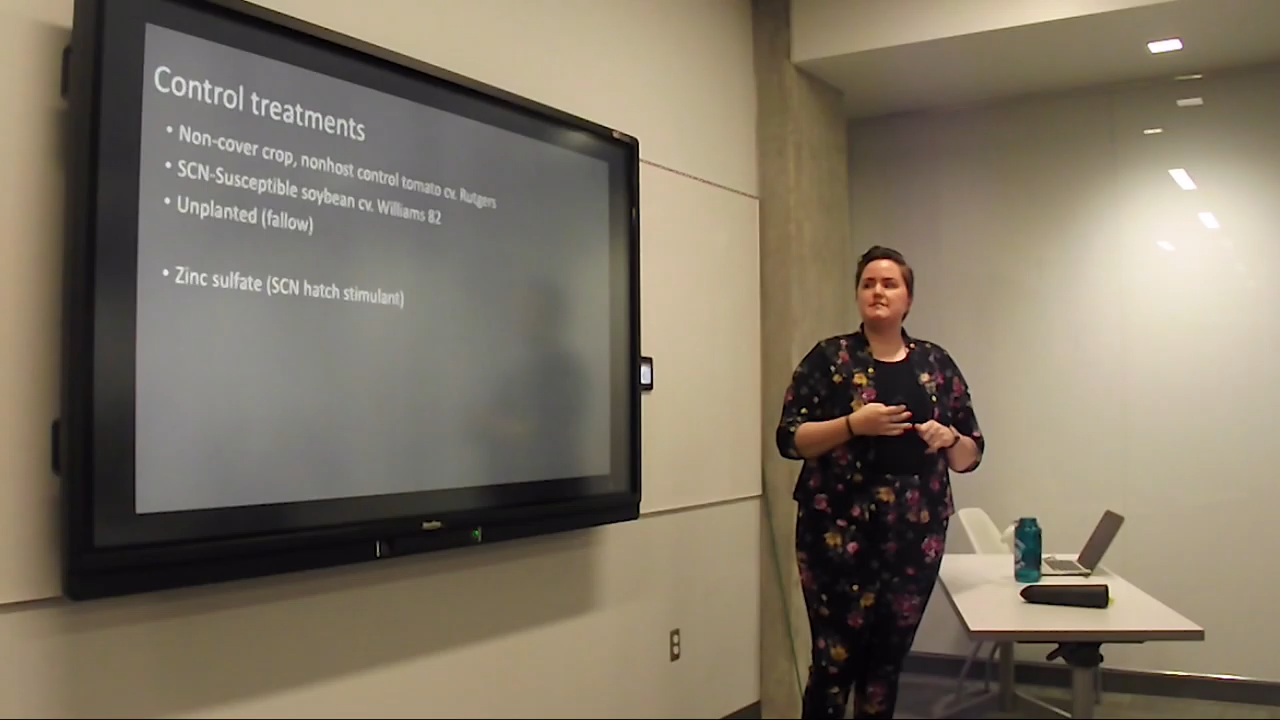 Control treatments
• Non-cover crop, nonhost control tomato cv. Rutgers
• SCN-Susceptible soybean cv. Williams 82
• Unplanted (fallow)
• Zinc sulfate (SCN hatch stimulant)